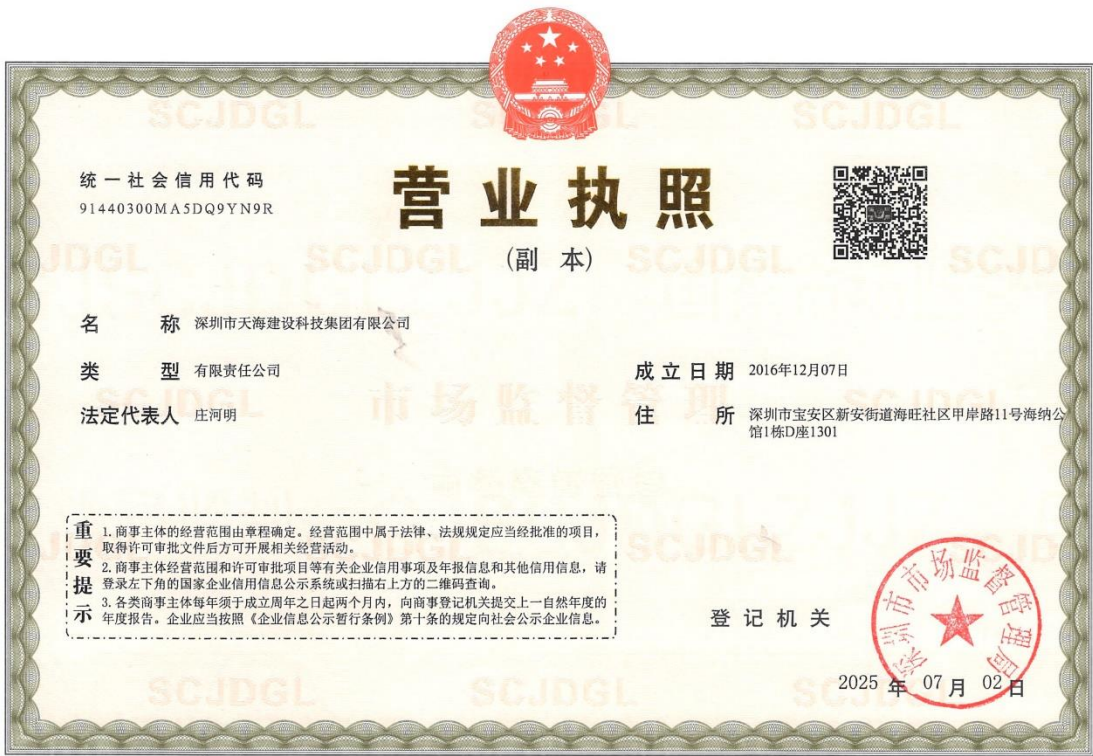 统一社会信用代码
91440300MA5DQ9YN9R
营业执照
(副 本)
名 称 深圳市天海建设科技集团有限公司
类 型 有限责任公司
成立日期 2016年12月07日
法定代表人 庄河明
住 所 深圳市宝安区新安街道海旺社区甲岸路11号海纳公
馆1栋D座1301
重要提示
1. 商事主体的经营范围由章程确定。经营范围中属于法律、法规规定应当经批准的项目，
取得许可审批文件后方可开展相关经营活动。
2. 商事主体经营范围和许可审批项目等有关企业信用事项及年报信息和其他信用信息，请
登录左下角的国家企业信用信息公示系统或扫描右上方的二维码查询。
3. 各类商事主体每年须于成立周年之日起两个月内，向商事登记机关提交上一自然年度的
年度报告。企业应当按照《企业信息公示暂行条例》第十条的规定向社会公示企业信息。
登记机关
深圳市市场监督管理局
2025 年 07 月 02 日
SCJDGL
市场监督管理